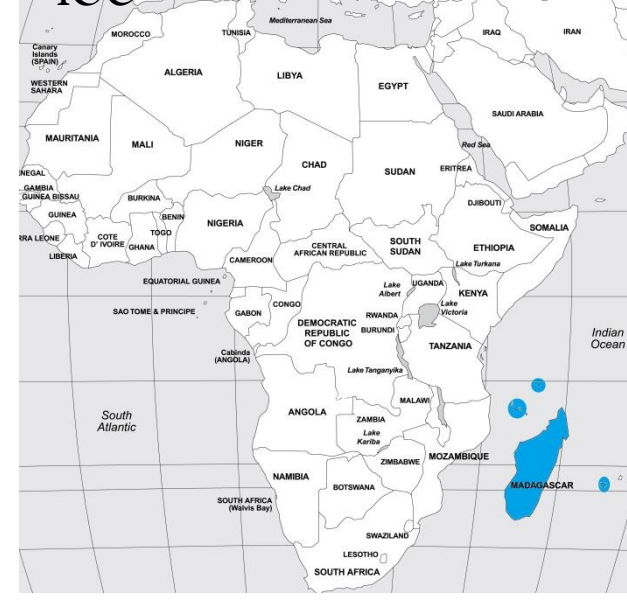 Mediterranean Sea
MOROCCO
TUNISIA
IRAQ
IRAN
Canary
Islands
(SPAIN)
ALGERIA
LIBYA
EGYPT
WESTERN
SAHARA
SAUDI ARABIA
MAURITANIA
MALI
NIGER
Red Sea
CHAD
SUDAN
ERITREA
NEGAL
GAMBIA
GUINEA BISSAU
Lake Chad
BURKINA
DJIBOUTI
GUINEA
BENIN
NIGERIA
SOMALIA
RRA LEONE
COTE
D' IVOIRE
TOGO
GHANA
CENTRAL
AFRICAN REPUBLIC
SOUTH
SUDAN
ETHIOPIA
LIBERIA
CAMEROON
Lake Turkana
EQUATORIAL GUINEA
Lake
Albert
UGANDA
KENYA
SAO TOME & PRINCIPE
GABON
CONGO
Lake
Victoria
DEMOCRATIC
REPUBLIC
OF CONGO
RWANDA
BURUNDI
Indian
Ocean
Cabinda
(ANGOLA)
TANZANIA
Lake Tanganyika
South
Atlantic
ANGOLA
MALAWI
ZAMBIA
Lake
Kariba
MOZAMBIQUE
ZIMBABWE
NAMIBIA
MADAGASCAR
BOTSWANA
SOUTH AFRICA
(Walvis Bay)
SWAZILAND
LESOTHO
SOUTH AFRICA